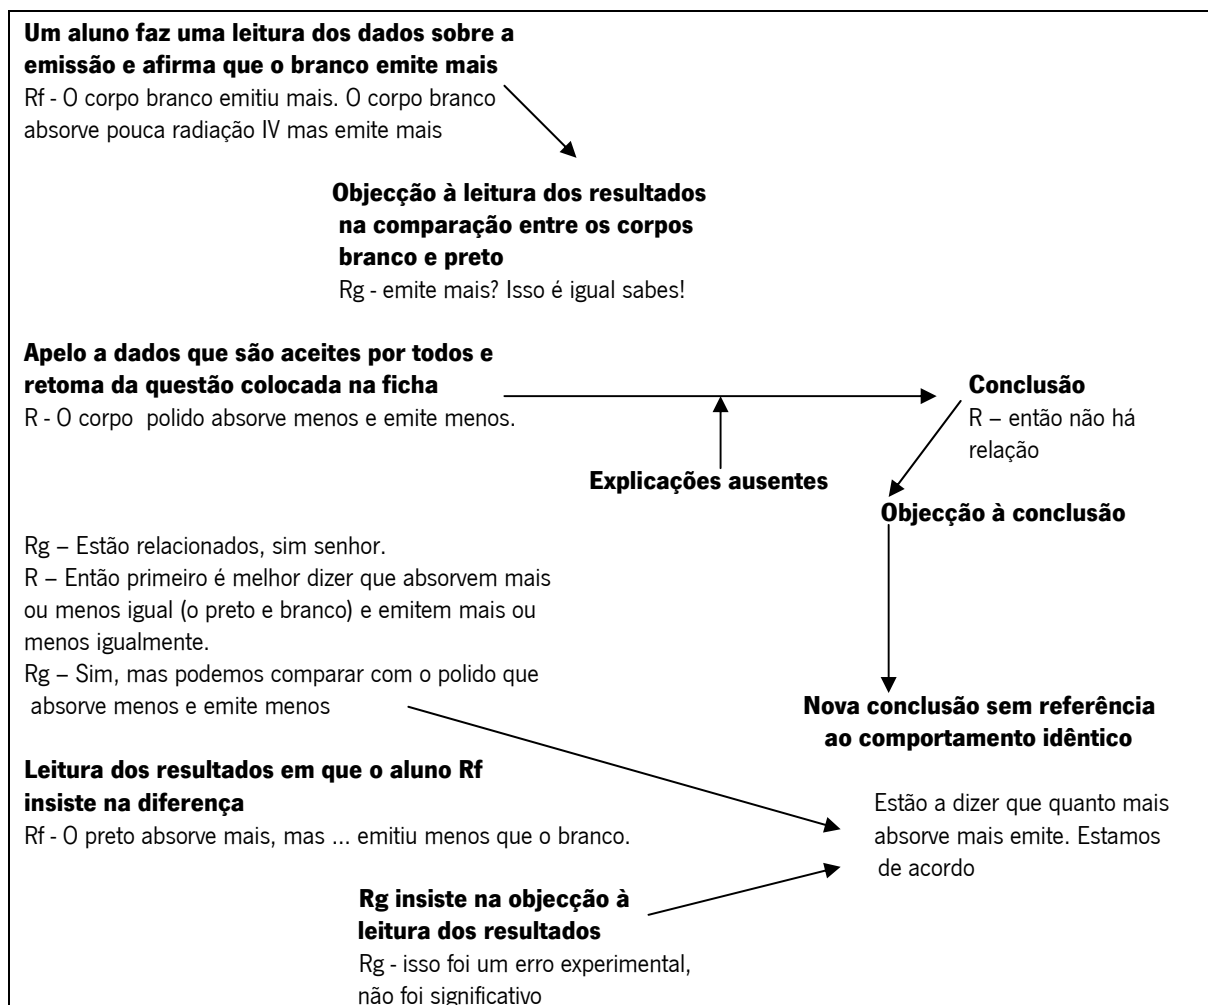 Um aluno faz uma leitura dos dados sobre a
emissão e afirma que o branco emite mais
Rf - O corpo branco emitiu mais. O corpo branco
absorve pouca radiação IV mas emite mais
Objecção à leitura dos resultados
na comparação entre os corpos
branco e preto
Rg - emite mais? Isso é igual sabes!
Apelo a dados que são aceites por todos e
retoma da questão colocada na ficha
R - O corpo polido absorve menos e emite menos.
Conclusão
R – então não há
relação
Explicações ausentes
Objecção à conclusão
Rg – Estão relacionados, sim senhor.
R – Então primeiro é melhor dizer que absorvem mais
ou menos igual (o preto e branco) e emitem mais ou
menos igualmente.
Rg – Sim, mas podemos comparar com o polido que
absorve menos e emite menos
Nova conclusão sem referência
ao comportamento idêntico
Leitura dos resultados em que o aluno Rf
insiste na diferença
Rf - O preto absorve mais, mas ... emitiu menos que o branco.
Estão a dizer que quanto mais
absorve mais emite. Estamos
de acordo
Rg insiste na objecção à
leitura dos resultados
Rg - isso foi um erro experimental,
não foi significativo